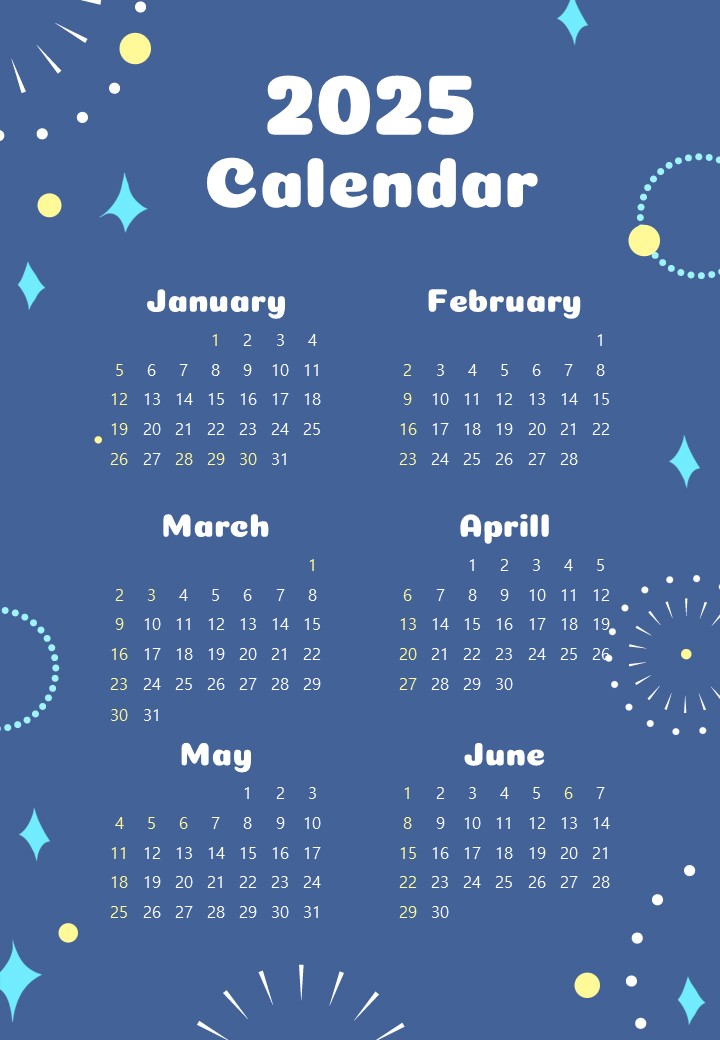 2025
Calendar
January
1 2 3 4
5 6 7 8 9 10 11
12 13 14 15 16 17 18
19 20 21 22 23 24 25
26 27 28 29 30 31
February
1
2 3 4 5 6 7 8
9 10 11 12 13 14 15
16 17 18 19 20 21 22
23 24 25 26 27 28
March
1
2 3 4 5 6 7 8
9 10 11 12 13 14 15
16 17 18 19 20 21 22
23 24 25 26 27 28 29
30 31
Aprill
1 2 3 4 5
6 7 8 9 10 11 12
13 14 15 16 17 18 19
20 21 22 23 24 25 26
27 28 29 30
May
1 2 3
4 5 6 7 8 9 10
11 12 13 14 15 16 17
18 19 20 21 22 23 24
25 26 27 28 29 30 31
June
1 2 3 4 5 6 7
8 9 10 11 12 13 14
15 16 17 18 19 20 21
22 23 24 25 26 27 28
29 30